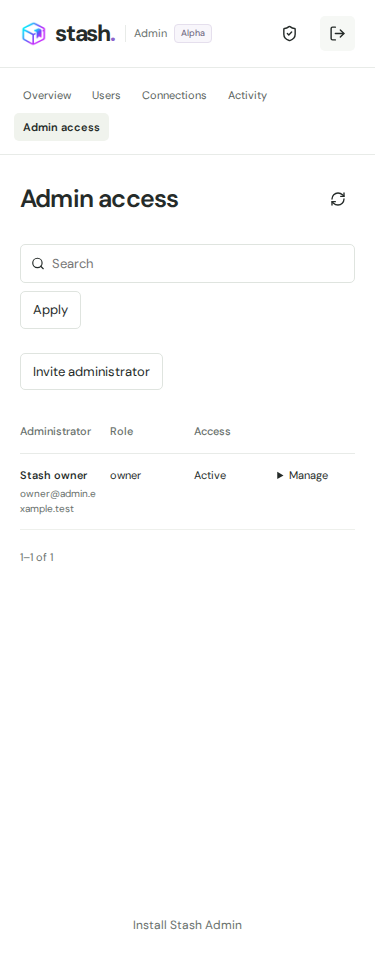 stash.
Admin
Alpha
Overview
Users
Connections
Activity
Admin access
Admin access
Search
Apply
Invite administrator
Administrator
Role
Access
Stash owner
owner
Active
Manage
owner@admin.e
xample.test
1–1 of 1
Install Stash Admin